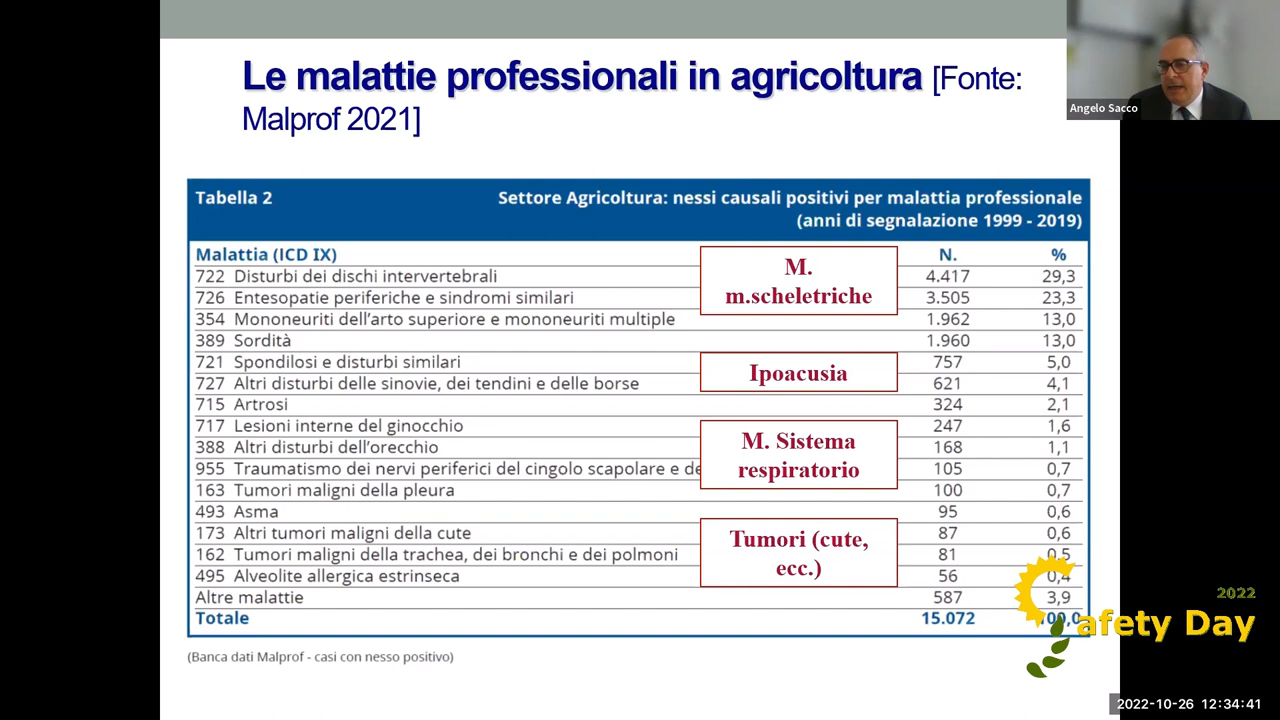 Le malattie professionali in agricoltura [Fonte:
Malprof 2021]
Angelo Sacco
Tabella 2 Settore Agricoltura: nessi causali positivi per malattia professionale
(anni di segnalazione 1999 - 2019)
Malattia (ICD IX) N. %
722 Disturbi dei dischi intervertebrali 4.417 29,3
726 Entesopatie periferiche e sindromi similari 3.505 23,3
354 Mononeuriti dell'arto superiore e mononeuriti multiple 1.962 13,0
389 Sordità 1.960 13,0
721 Spondilosi e disturbi similari 757 5,0
727 Altri disturbi delle sinovie, dei tendini e delle borse 621 4,1
715 Artrosi 324 2,1
717 Lesioni interne del ginocchio 247 1,6
388 Altri disturbi dell'orecchio 168 1,1
955 Traumatismo dei nervi periferici del cingolo scapolare e 105 0,7
163 Tumori maligni della pleura 100 0,7
493 Asma 95 0,6
173 Altri tumori maligni della cute 87 0,6
162 Tumori maligni della trachea, dei bronchi e dei polmoni 81 0,5
495 Alveolite allergica estrinseca 56 0,4
Altre malattie 587 3,9
Totale 15.072 100,0
M.
m.scheletriche
Ipoacusia
M. Sistema
respiratorio
Tumori (cute,
ecc.)
(Banca dati Malprof - casi con nesso positivo)
2022
Safety Day
2022-10-26 12:34:41